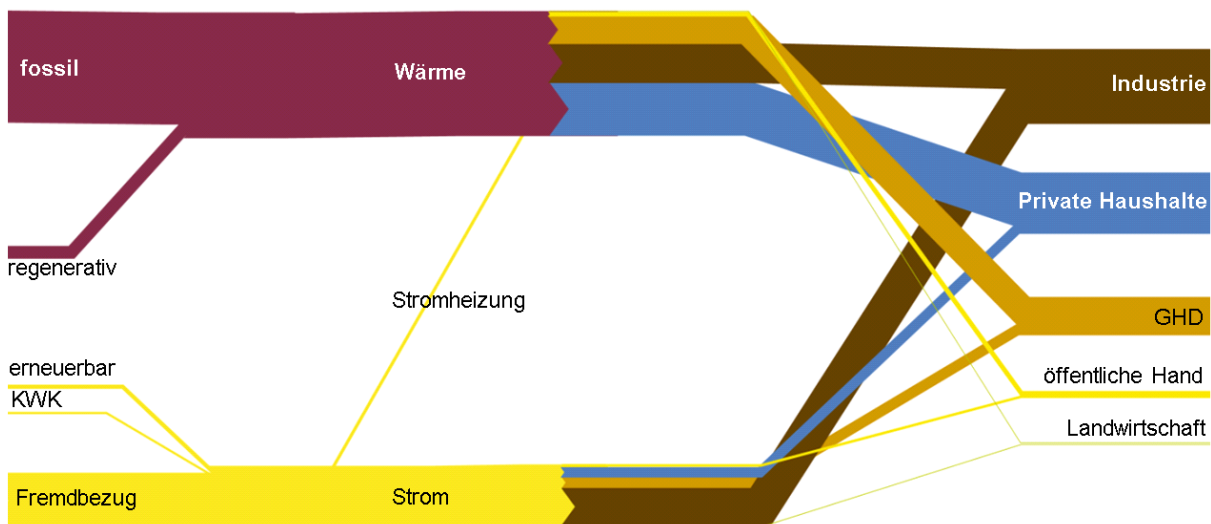 fossil
Wärme
Industrie
Private Haushalte
regenerativ
Stromheizung
GHD
erneuerbar
öffentliche Hand
KWK
Landwirtschaft
Fremdbezug
Strom